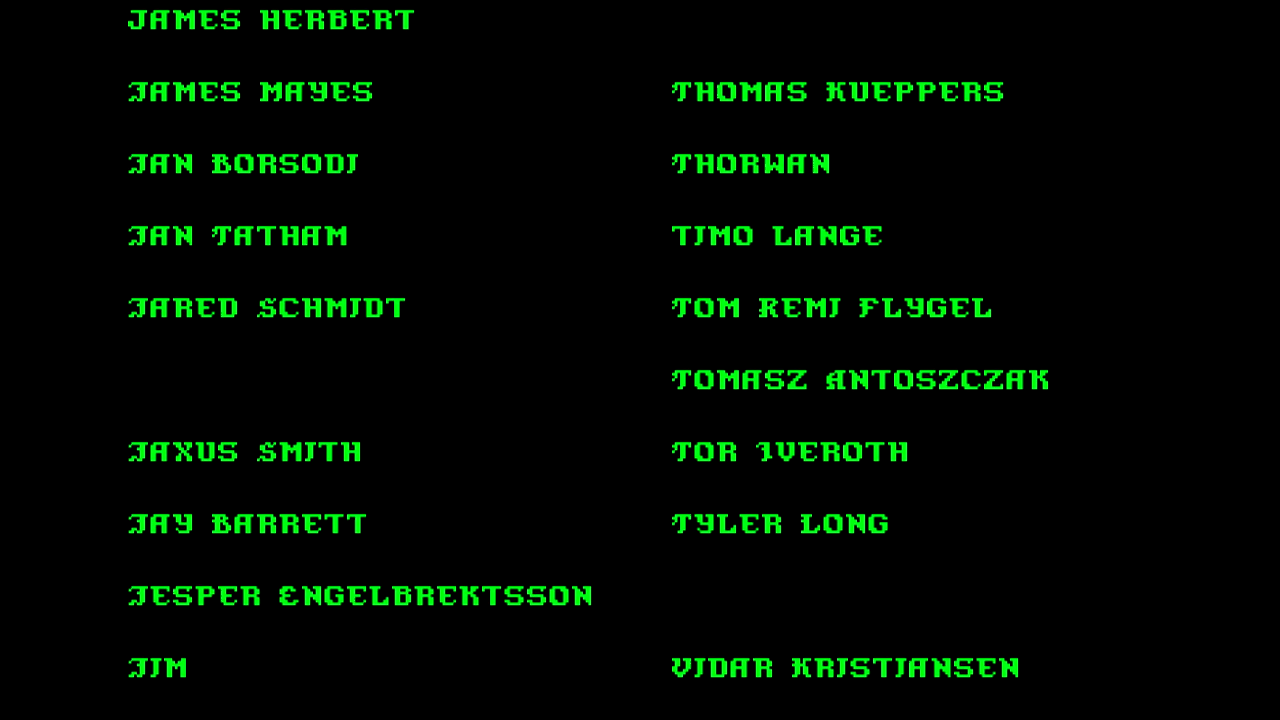 JAMES HERBERT
JAMES MAYES
THOMAS KUEPPERS
JAN BORSODI
THORWAN
JAN TATHAM
TIMO LANGE
JARED SCHMIDT
TOM REMI FLYGEL
TOMASZ ANTOSZCZAK
JAXUS SMITH
TOR IVEROTH
JAY BARRETT
TYLER LONG
JESPER ENGELBREKTSSON
JIM
VIDAR KRISTIANSEN